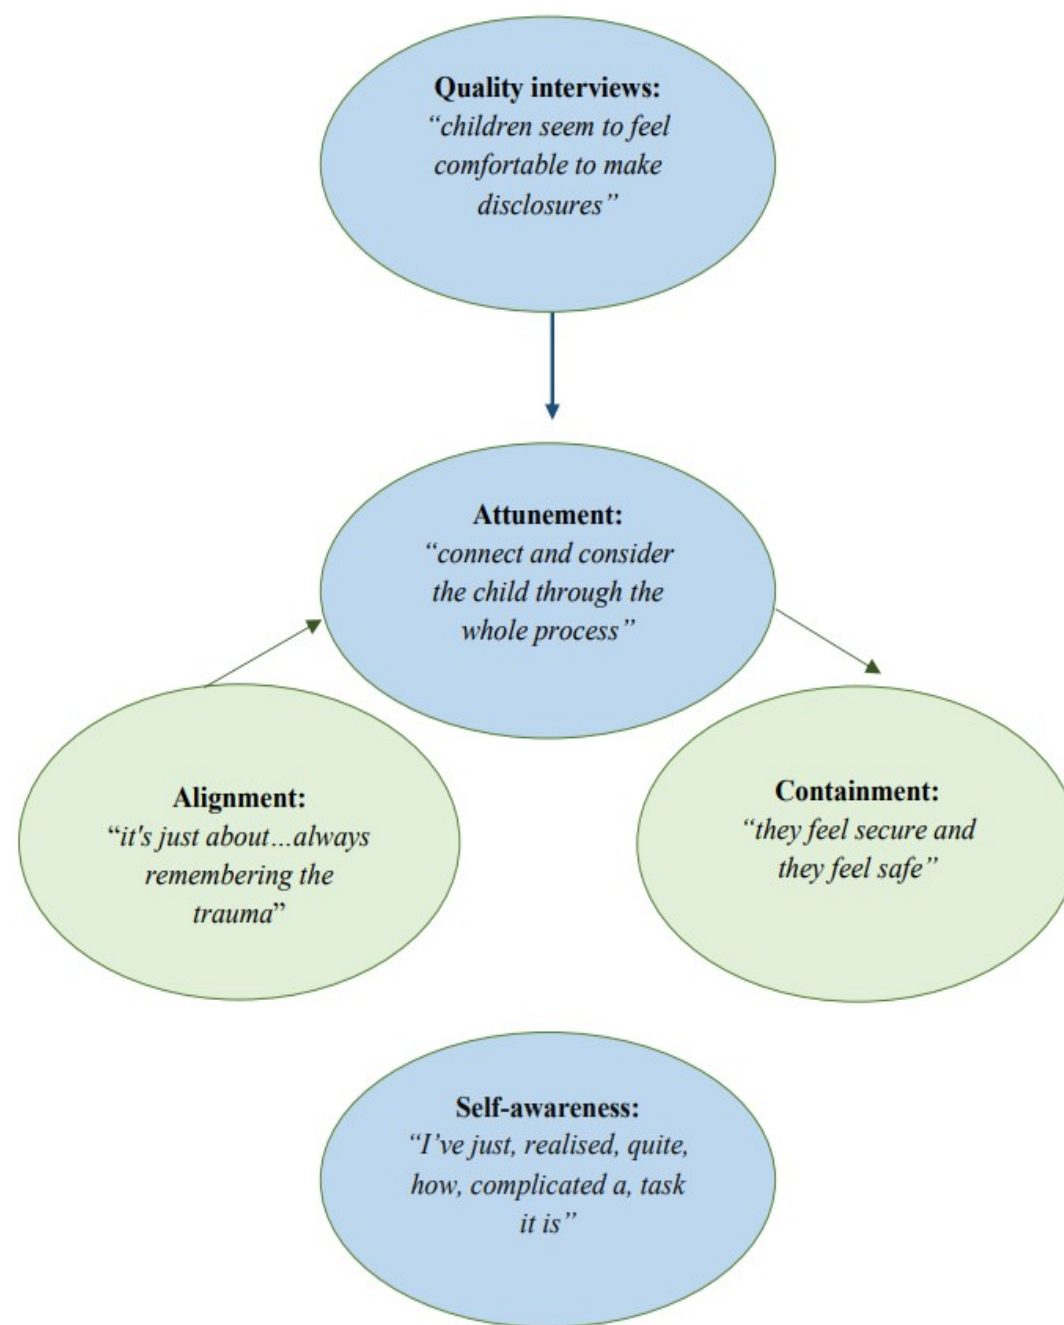 Quality interviews:
“children seem to feel
comfortable to make
disclosures”
Attunement:
“connect and consider
the child through the
whole process”
Alignment:
“it's just about…always
remembering the
trauma”
Containment:
“they feel secure and
they feel safe”
Self-awareness:
“I’ve just, realised, quite,
how, complicated a, task
it is”